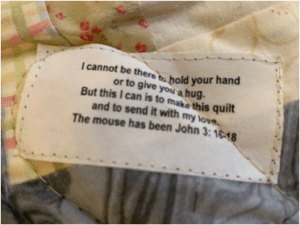 I cannot be there to hold your hand
or to give you a hug.
But this I can is to make this quilt
and to send it with my love.
The mouse has been John 3: 16-18